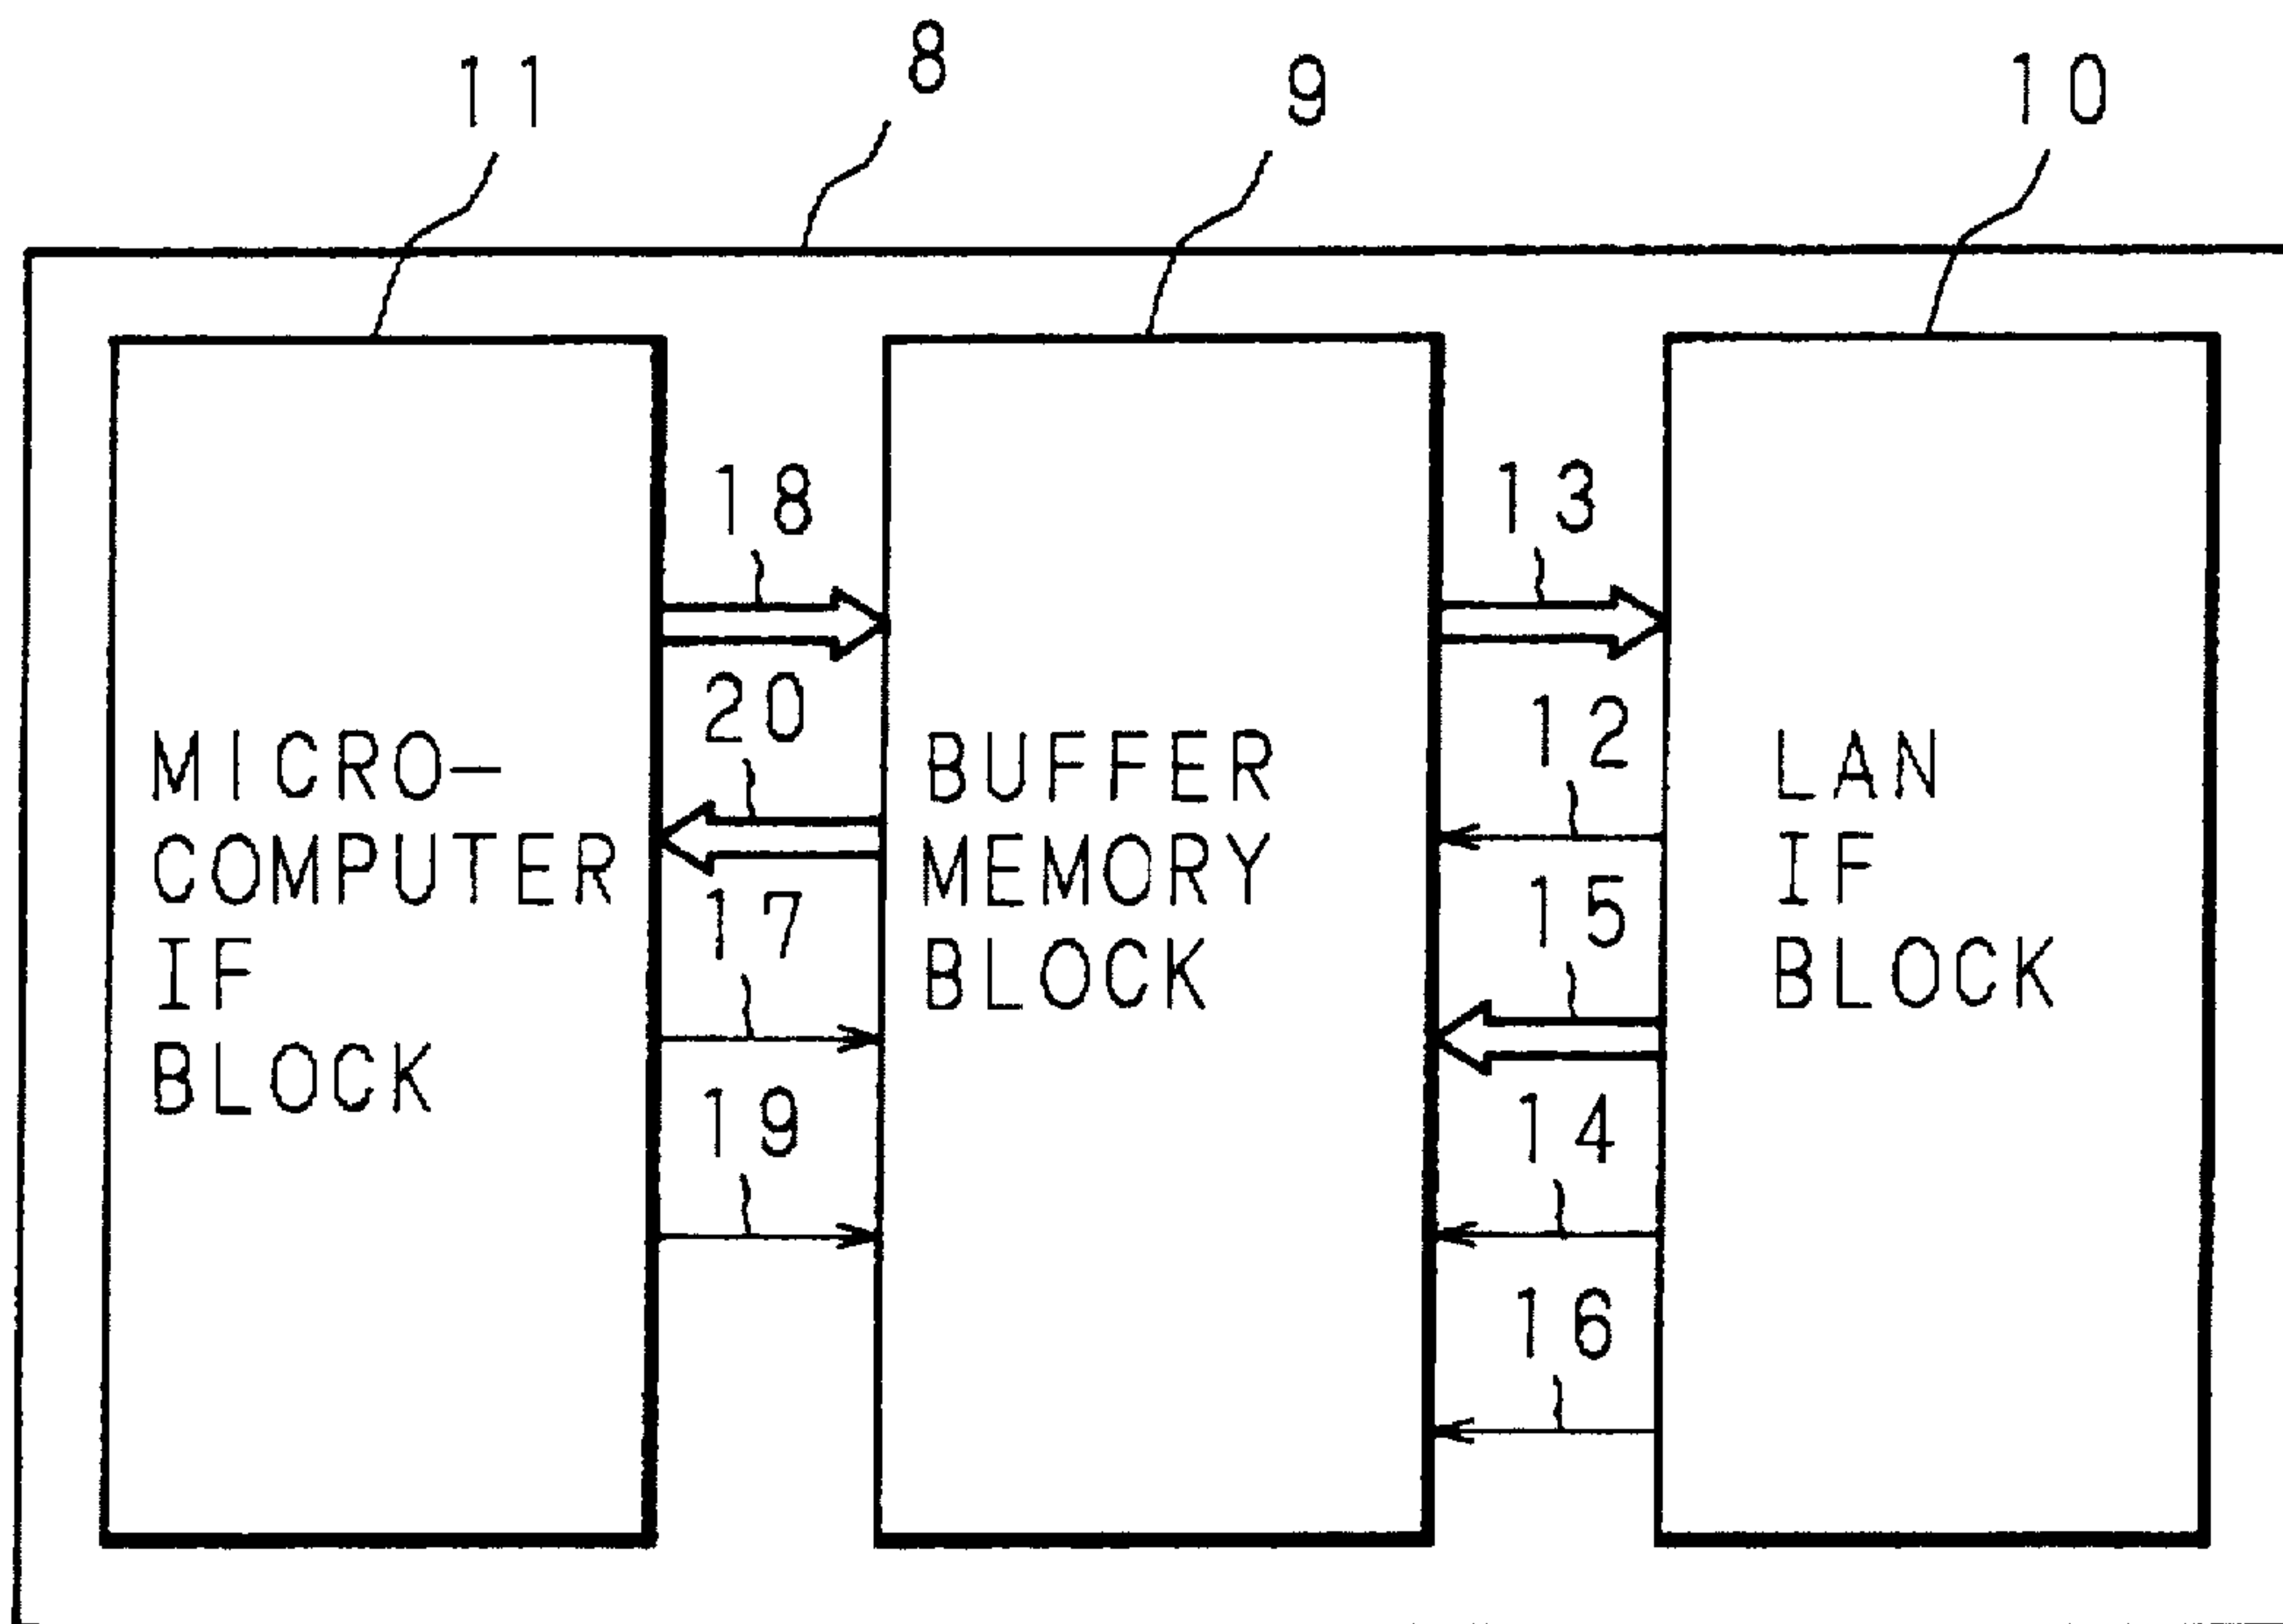 11
8
9
10
18
13
20
12
MICRO-
COMPUTER
IF
BLOCK
BUFFER
MEMORY
BLOCK
LAN
IF
BLOCK
17
15
19
14
16